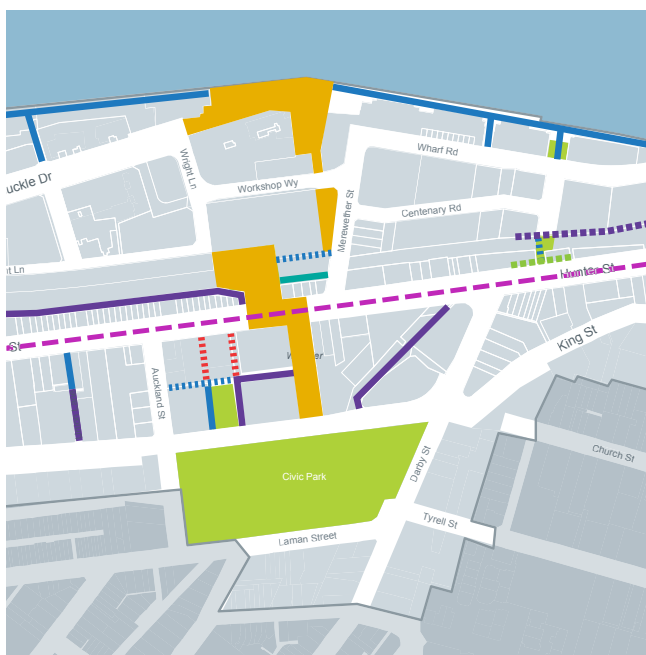 Wharf Rd
Wright Ln
uckle Dr
Workshop Wy
Merewether St
Centenary Rd
ht Ln
Hunter St
St
King St
Auckland St
Darby St
Church St
Civic Park
Tyrell St
Laman Street